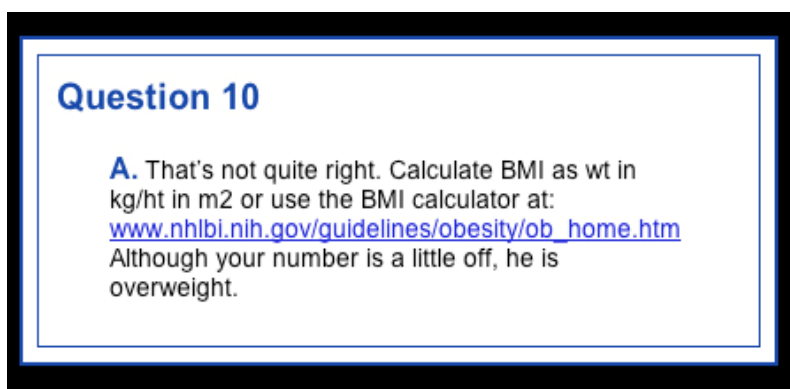 Question 10
A. That's not quite right. Calculate BMI as wt in
kg/ht in m2 or use the BMI calculator at:
www.nhlbi.nih.gov/guidelines/obesity/ob_home.htm
Although your number is a little off, he is
overweight.